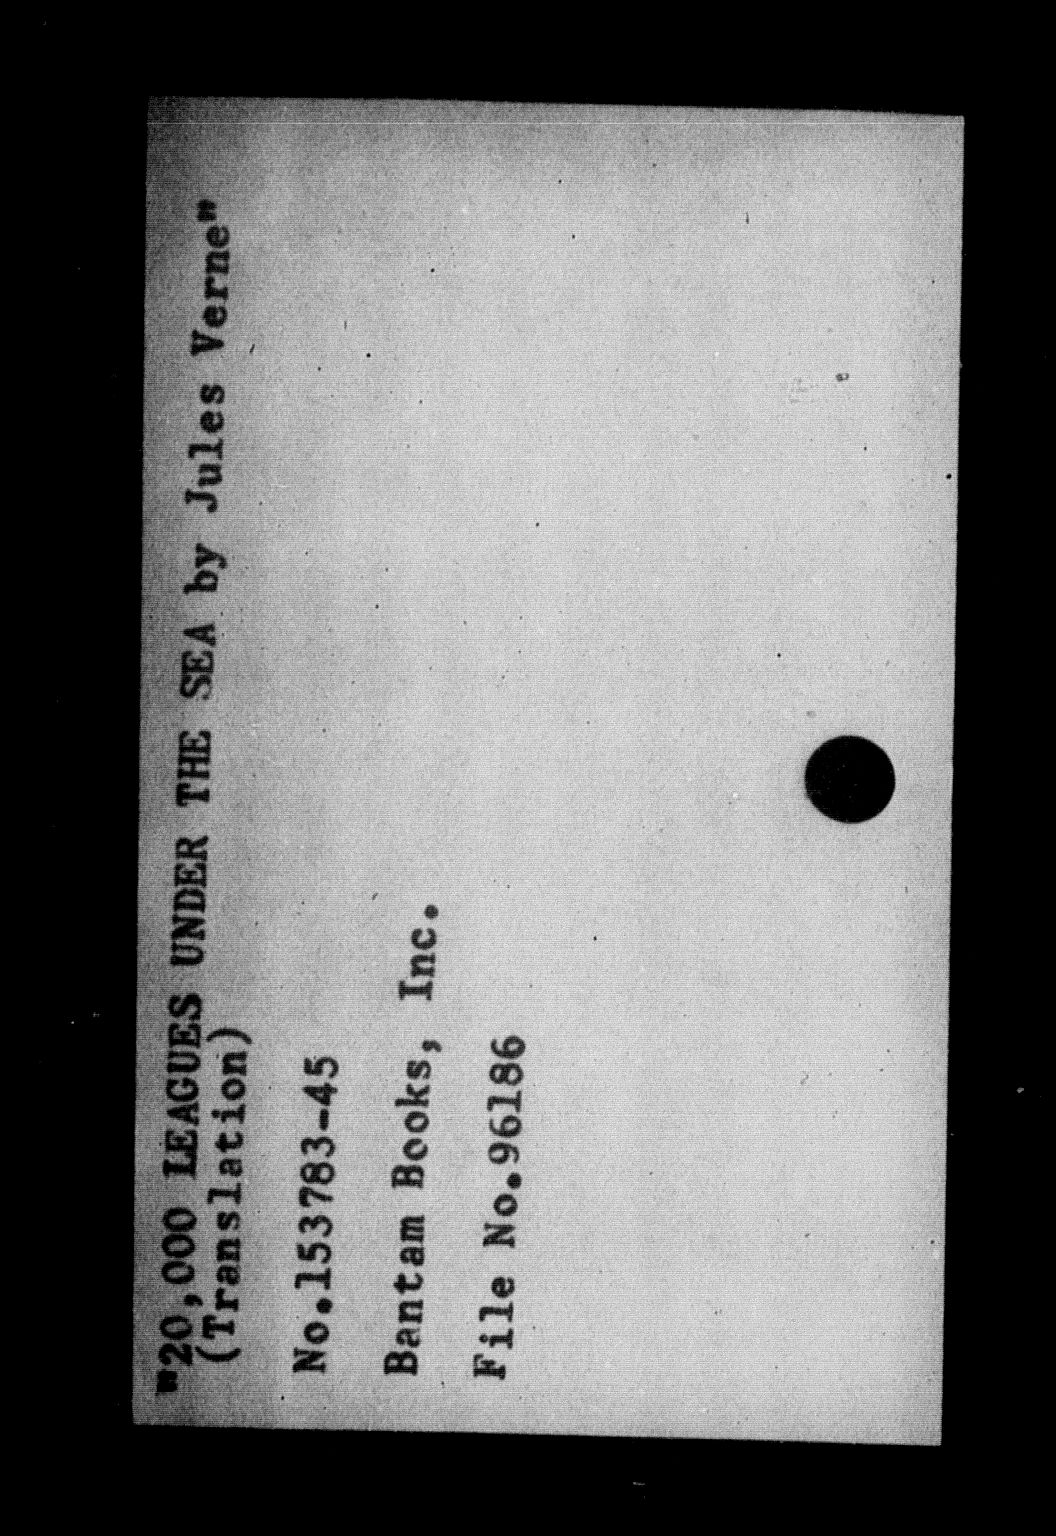 "20,000 LEAGUES UNDER THE SEA by Jules Verne"
(Translation)
No.153783-45
Bantam Books, Inc.
File No.96186